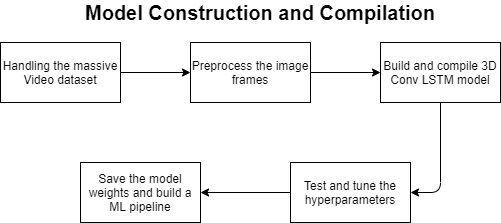 Model Construction and Compilation
Handling the massive
Video dataset
Preprocess the image
frames
Build and compile 3D
Conv LSTM model
Test and tune the
hyperparameters
Save the model
weights and build a
ML pipeline